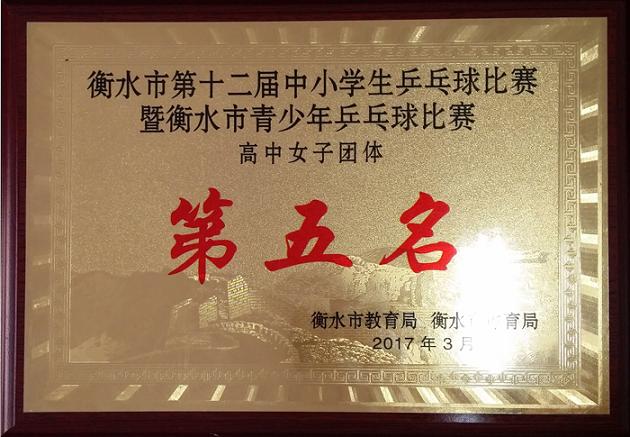 衡水市第十二届中小学生乒乓球比赛
暨衡水市青少年乒乓球比赛
高中女子团体
第五名
衡水市教育局 衡水 育局
2017 年 3 月